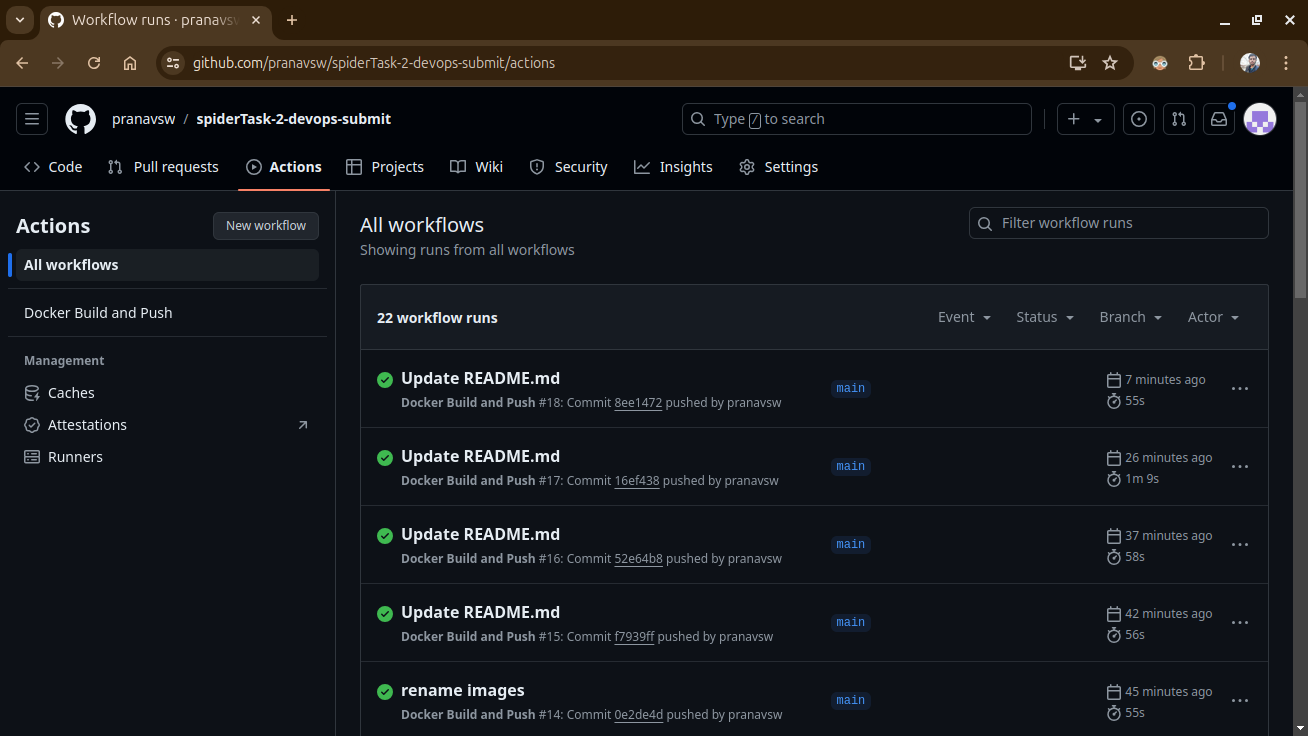 Workflow runs · pranavsw
github.com/pranavsw/spiderTask-2-devops-submit/actions
pranavsw / spiderTask-2-devops-submit
Type / to search
Code Pull requests Actions Projects Wiki Security Insights Settings
Actions
New workflow
All workflows
Docker Build and Push
Management
Caches
Attestations
Runners
All workflows
Showing runs from all workflows
Filter workflow runs
22 workflow runs
Event Status Branch Actor
Update README.md
Docker Build and Push #18: Commit 8ee1472 pushed by pranavsw
main
7 minutes ago
55s
Update README.md
Docker Build and Push #17: Commit 16ef438 pushed by pranavsw
main
26 minutes ago
1m 9s
Update README.md
Docker Build and Push #16: Commit 52e64b8 pushed by pranavsw
main
37 minutes ago
58s
Update README.md
Docker Build and Push #15: Commit f7939ff pushed by pranavsw
main
42 minutes ago
56s
rename images
Docker Build and Push #14: Commit 0e2de4d pushed by pranavsw
main
45 minutes ago
55s